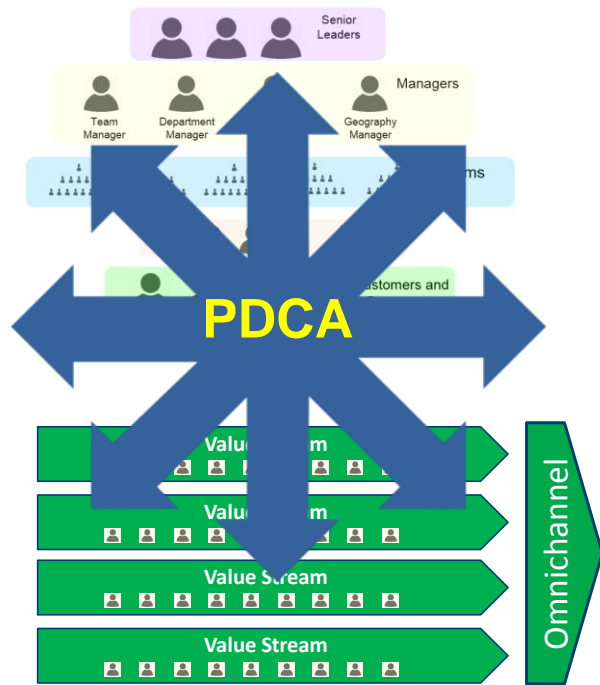 Senior
Leaders
Managers
Team
Manager
Department
Manager
Geography
Manager
ms
ustomers and
PDCA
Value Stream
Value Stream
Value Stream
Value Stream
Omnichannel